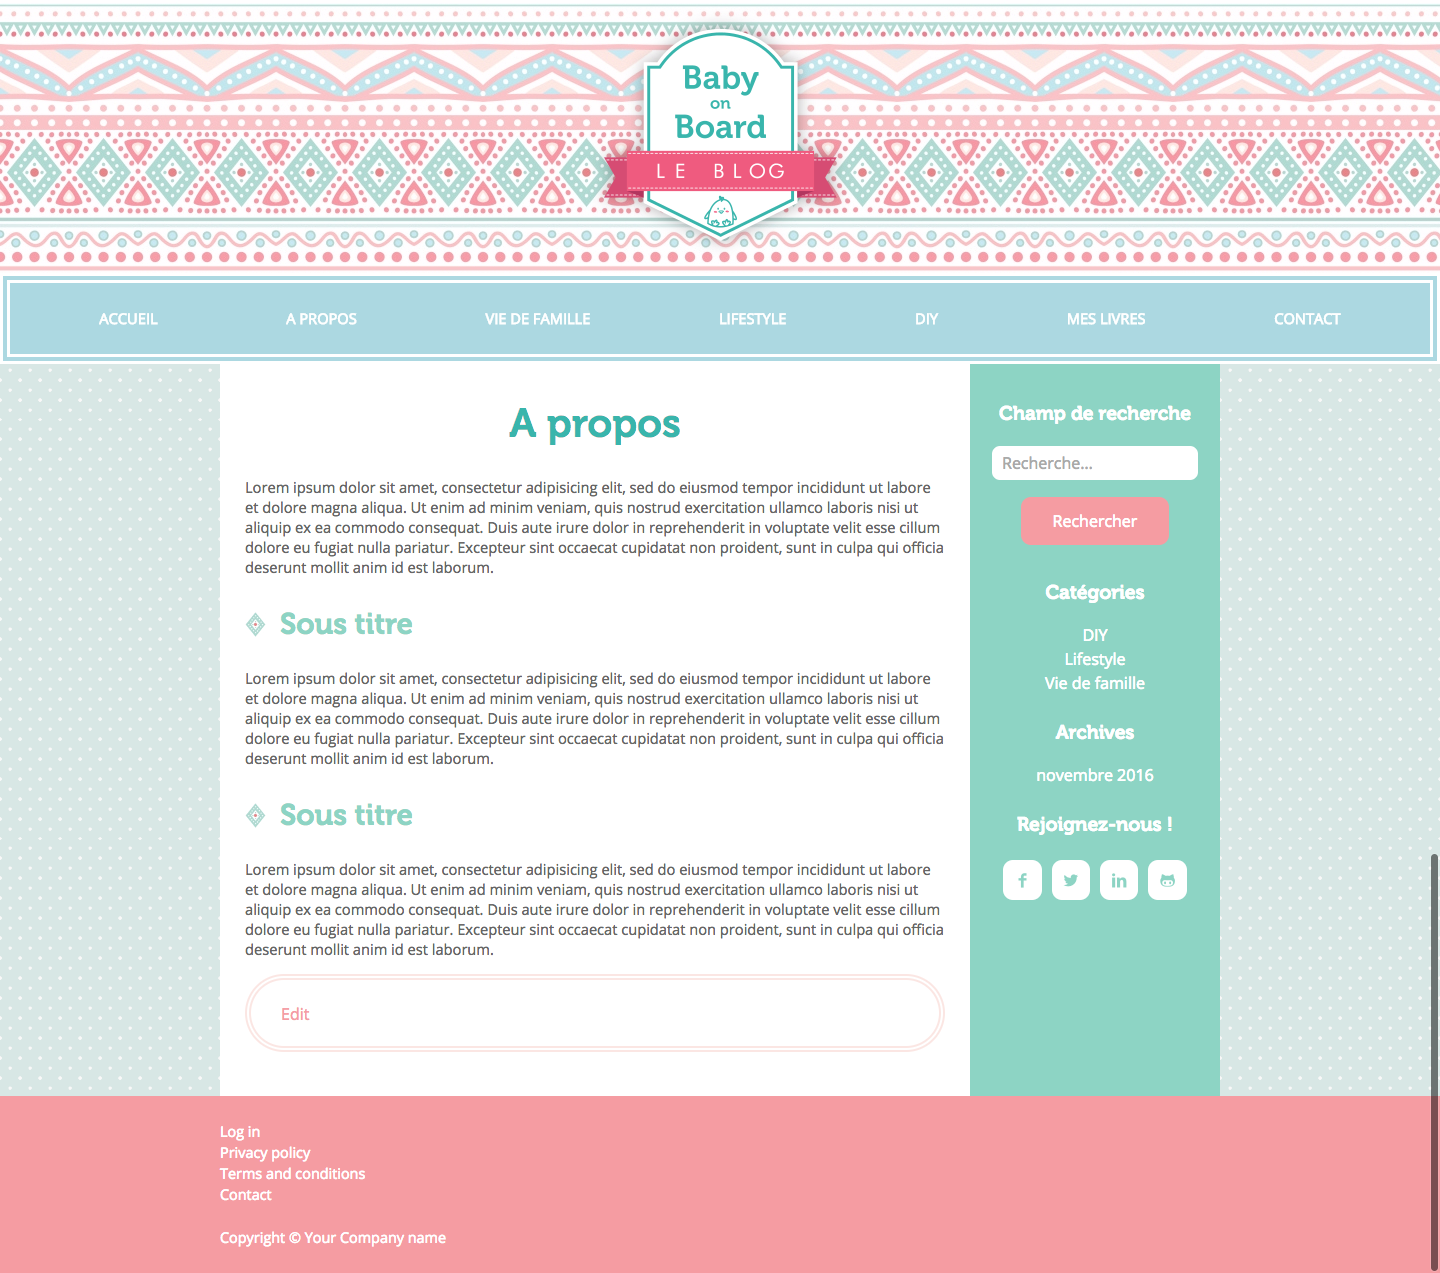 Baby
on
Board
LE BLOG
ACCUEIL
A PROPOS
VIE DE FAMILLE
LIFESTYLE
DIY
MES LIVRES
CONTACT
A propos
Lorem ipsum dolor sit amet, consectetur adipisicing elit, sed do eiusmod tempor incididunt ut labore
et dolore magna aliqua. Ut enim ad minim veniam, quis nostrud exercitation ullamco laboris nisi ut
aliquip ex ea commodo consequat. Duis aute irure dolor in reprehenderit in voluptate velit esse cillum
dolore eu fugiat nulla pariatur. Excepteur sint occaecat cupidatat non proident, sunt in culpa qui officia
deserunt mollit anim id est laborum.
Sous titre
Lorem ipsum dolor sit amet, consectetur adipisicing elit, sed do eiusmod tempor incididunt ut labore
et dolore magna aliqua. Ut enim ad minim veniam, quis nostrud exercitation ullamco laboris nisi ut
aliquip ex ea commodo consequat. Duis aute irure dolor in reprehenderit in voluptate velit esse cillum
dolore eu fugiat nulla pariatur. Excepteur sint occaecat cupidatat non proident, sunt in culpa qui officia
deserunt mollit anim id est laborum.
Sous titre
Lorem ipsum dolor sit amet, consectetur adipisicing elit, sed do eiusmod tempor incididunt ut labore
et dolore magna aliqua. Ut enim ad minim veniam, quis nostrud exercitation ullamco laboris nisi ut
aliquip ex ea commodo consequat. Duis aute irure dolor in reprehenderit in voluptate velit esse cillum
dolore eu fugiat nulla pariatur. Excepteur sint occaecat cupidatat non proident, sunt in culpa qui officia
deserunt mollit anim id est laborum.
Edit
Champ de recherche
Recherche...
Rechercher
Catégories
DIY
Lifestyle
Vie de famille
Archives
novembre 2016
Rejoignez-nous !
Log in
Privacy policy
Terms and conditions
Contact
Copyright © Your Company name